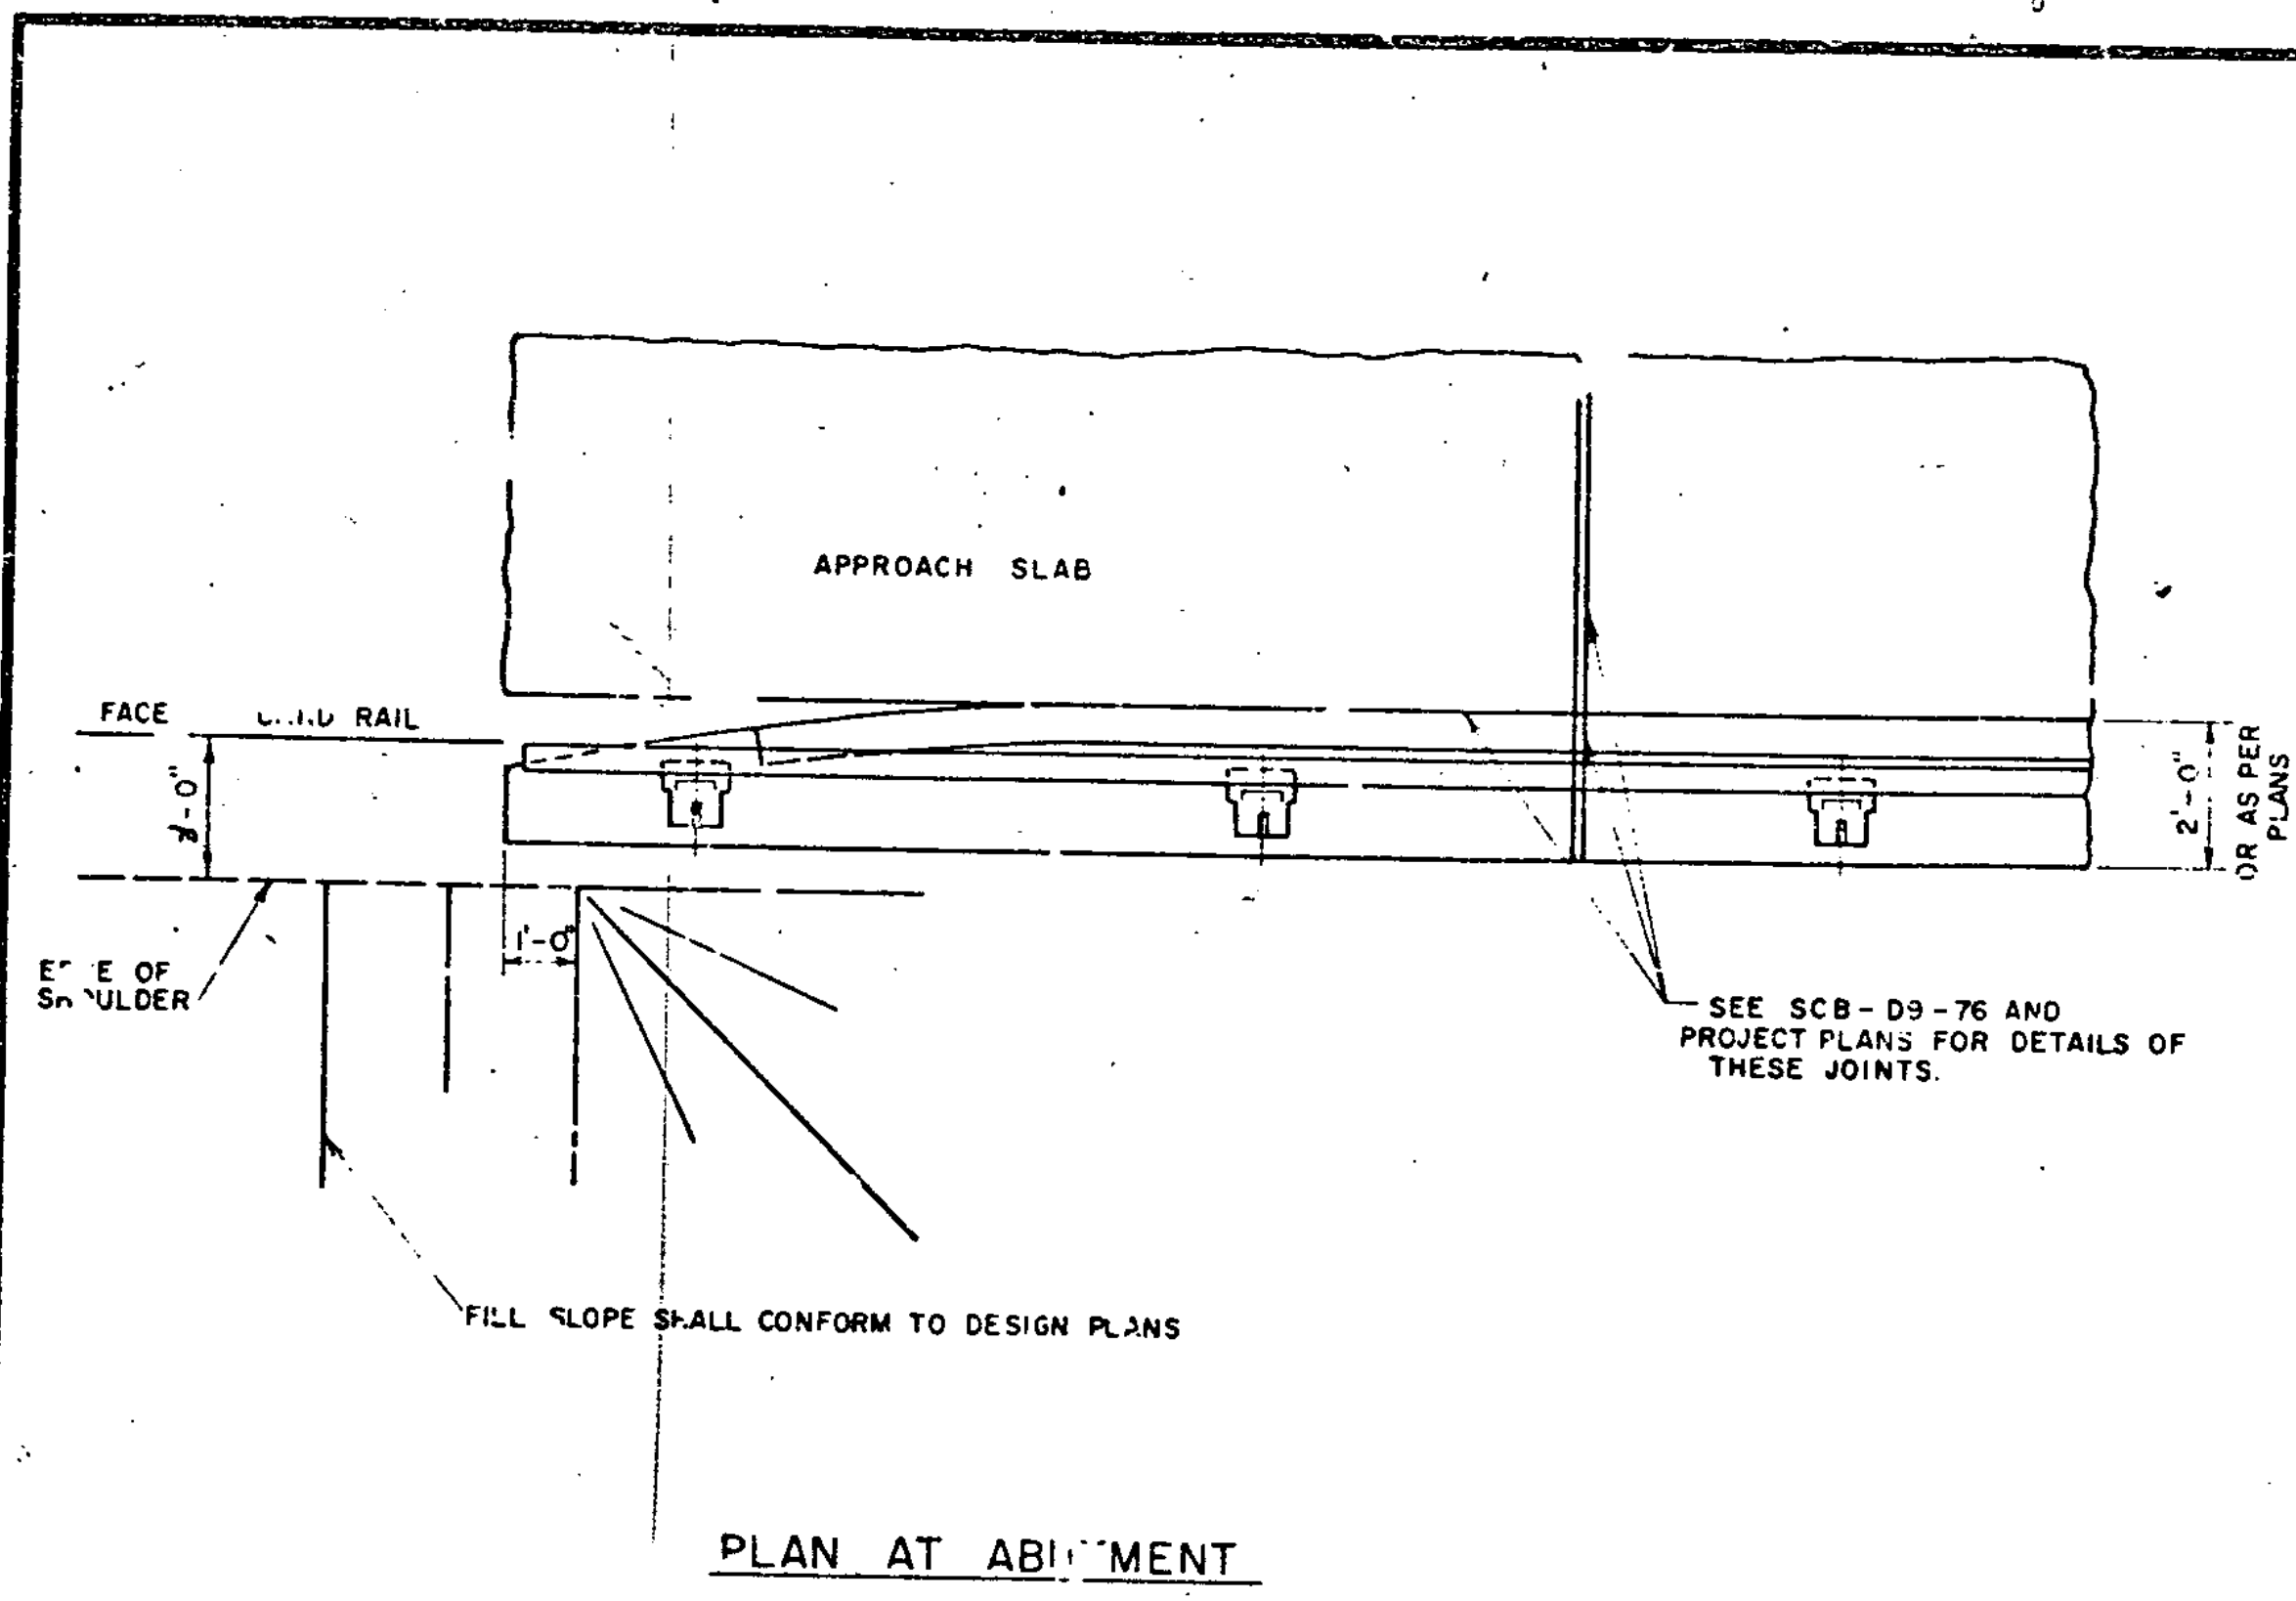 APPROACH SLAB
FACE RAIL
2'-0"
OR AS PER
PLANS
1'-0"
OF
SEE SCB-D9-76 AND
PROJECT PLANS FOR DETAILS OF
THESE JOINTS.
FILL SLOPE SHALL CONFORM TO DESIGN PLANS
PLAN AT